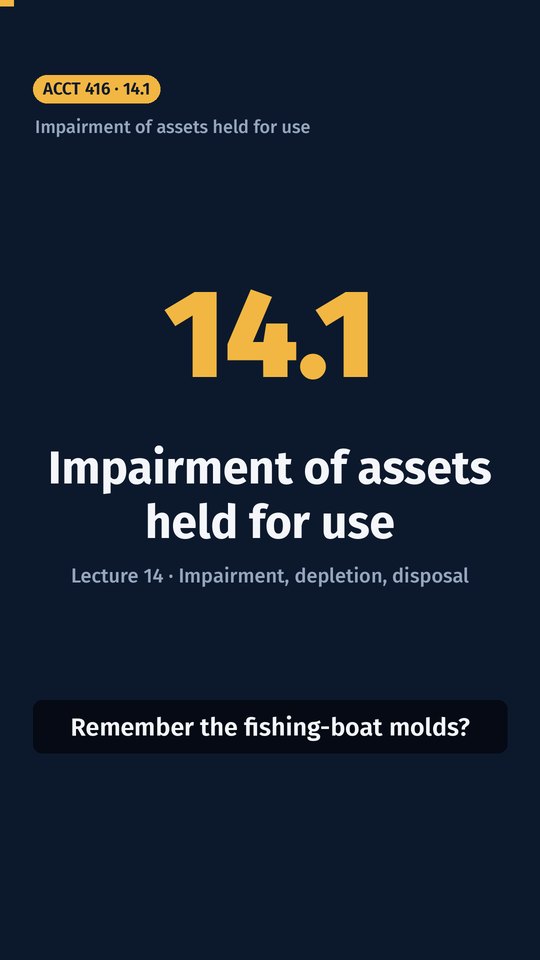 ACCT 416 · 14.1
Impairment of assets held for use
14.1
Impairment of assets
held for use
Lecture 14 · Impairment, depletion, disposal
Remember the fishing-boat molds?